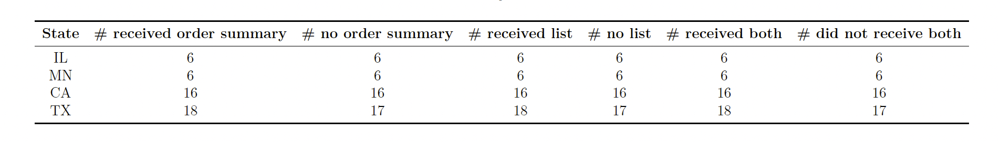 State # received order summary # no order summary # received list # no list # received both # did not receive both
IL 6 6 6 6 6 6
MN 6 6 6 6 6 6
CA 16 16 16 16 16 16
TX 18 17 18 17 18 17